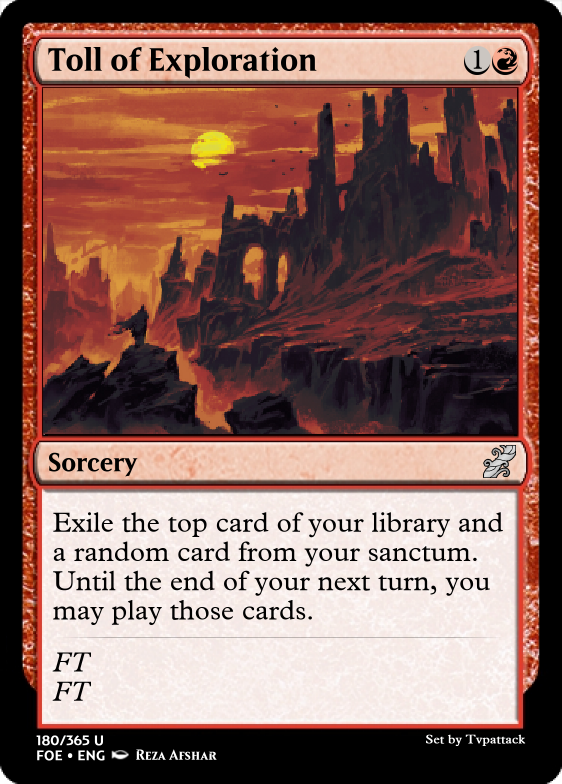 Toll of Exploration 1
Sorcery
Exile the top card of your library and
a random card from your sanctum.
Until the end of your next turn, you
may play those cards.
FT
FT
180/365 U
FOE • ENG Reza Afshar
Set by Tvpattack